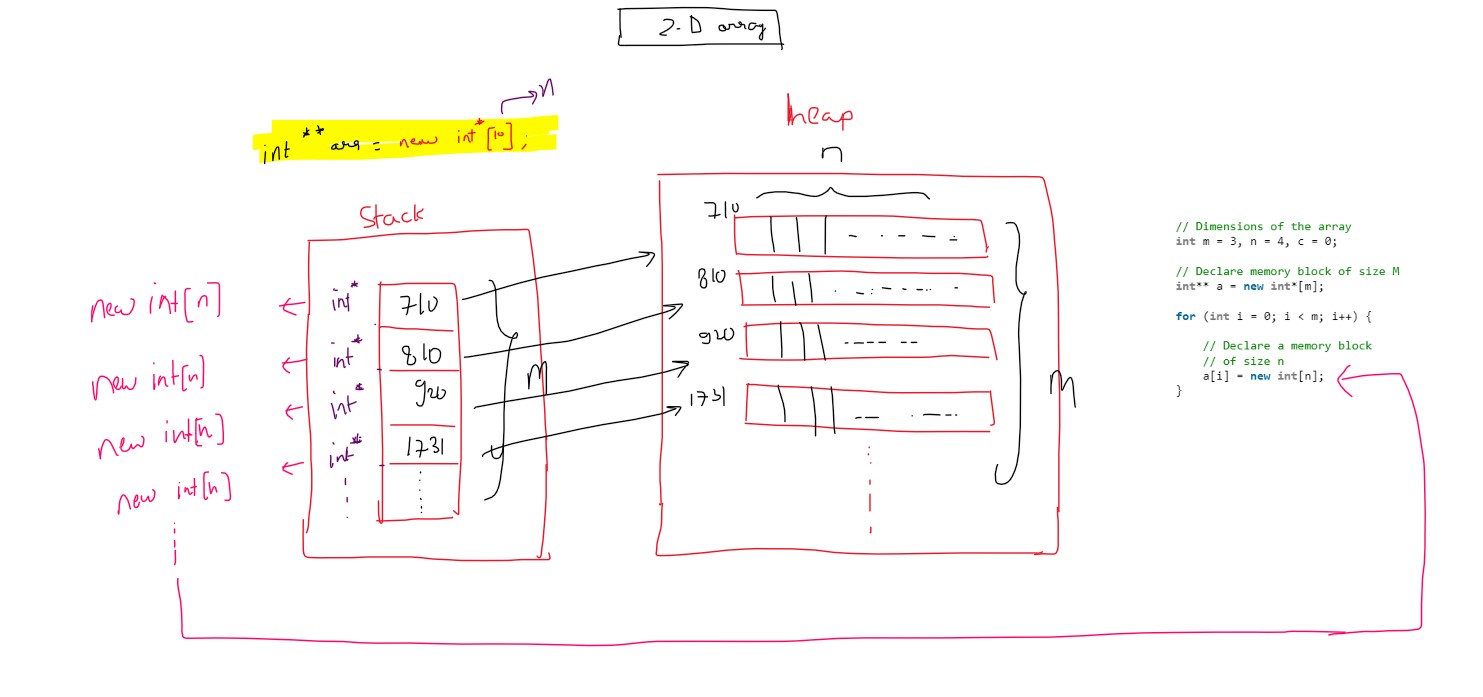 2-D array
n
int ** arr = new int*[10];
heap
n
Stack
710
810
920
1731
m
new int[n]
new int[n]
new int[n]
new int[n]
int* 710
int* 810
int* 920
int* 1731
m
// Dimensions of the array
int m = 3, n = 4, c = 0;
// Declare memory block of size M
int** a = new int*[m];
for (int i = 0; i < m; i++) {
// Declare a memory block
// of size n
a[i] = new int[n];
}